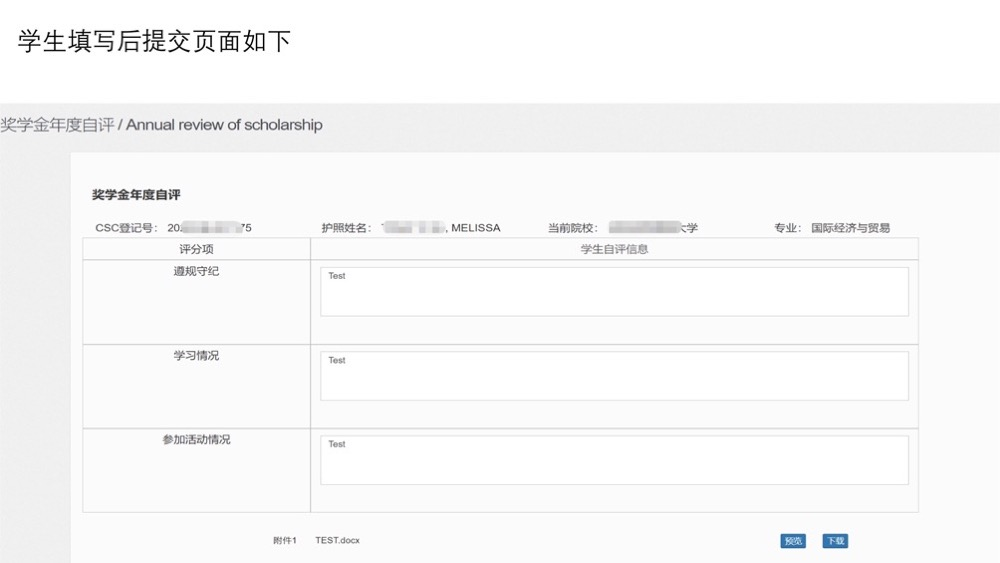 学生填写后提交页面如下
奖学金年度自评 / Annual review of scholarship
奖学金年度自评
CSC登记号： 20 75 护照姓名： , MELISSA 当前院校： 大学 专业： 国际经济与贸易
评分项 学生自评信息
遵规守纪 Test
学习情况 Test
参加活动情况 Test
附件1 TEST.docx 预览 下载